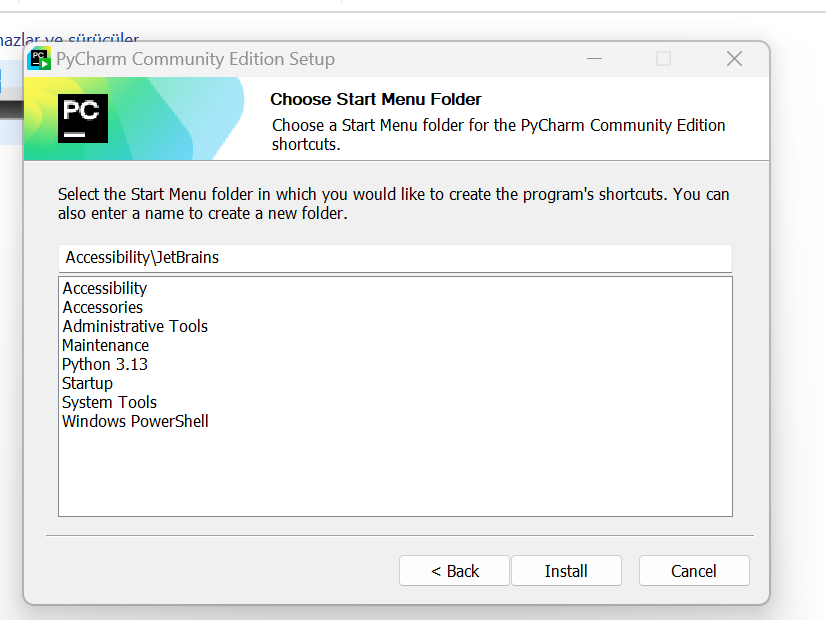 ve sürücüler
PyCharm Community Edition Setup
PC
Choose Start Menu Folder
Choose a Start Menu folder for the PyCharm Community Edition
shortcuts.
Select the Start Menu folder in which you would like to create the program's shortcuts. You can
also enter a name to create a new folder.
Accessibility\JetBrains
Accessibility
Accessories
Administrative Tools
Maintenance
Python 3.13
Startup
System Tools
Windows PowerShell
< Back
Install
Cancel